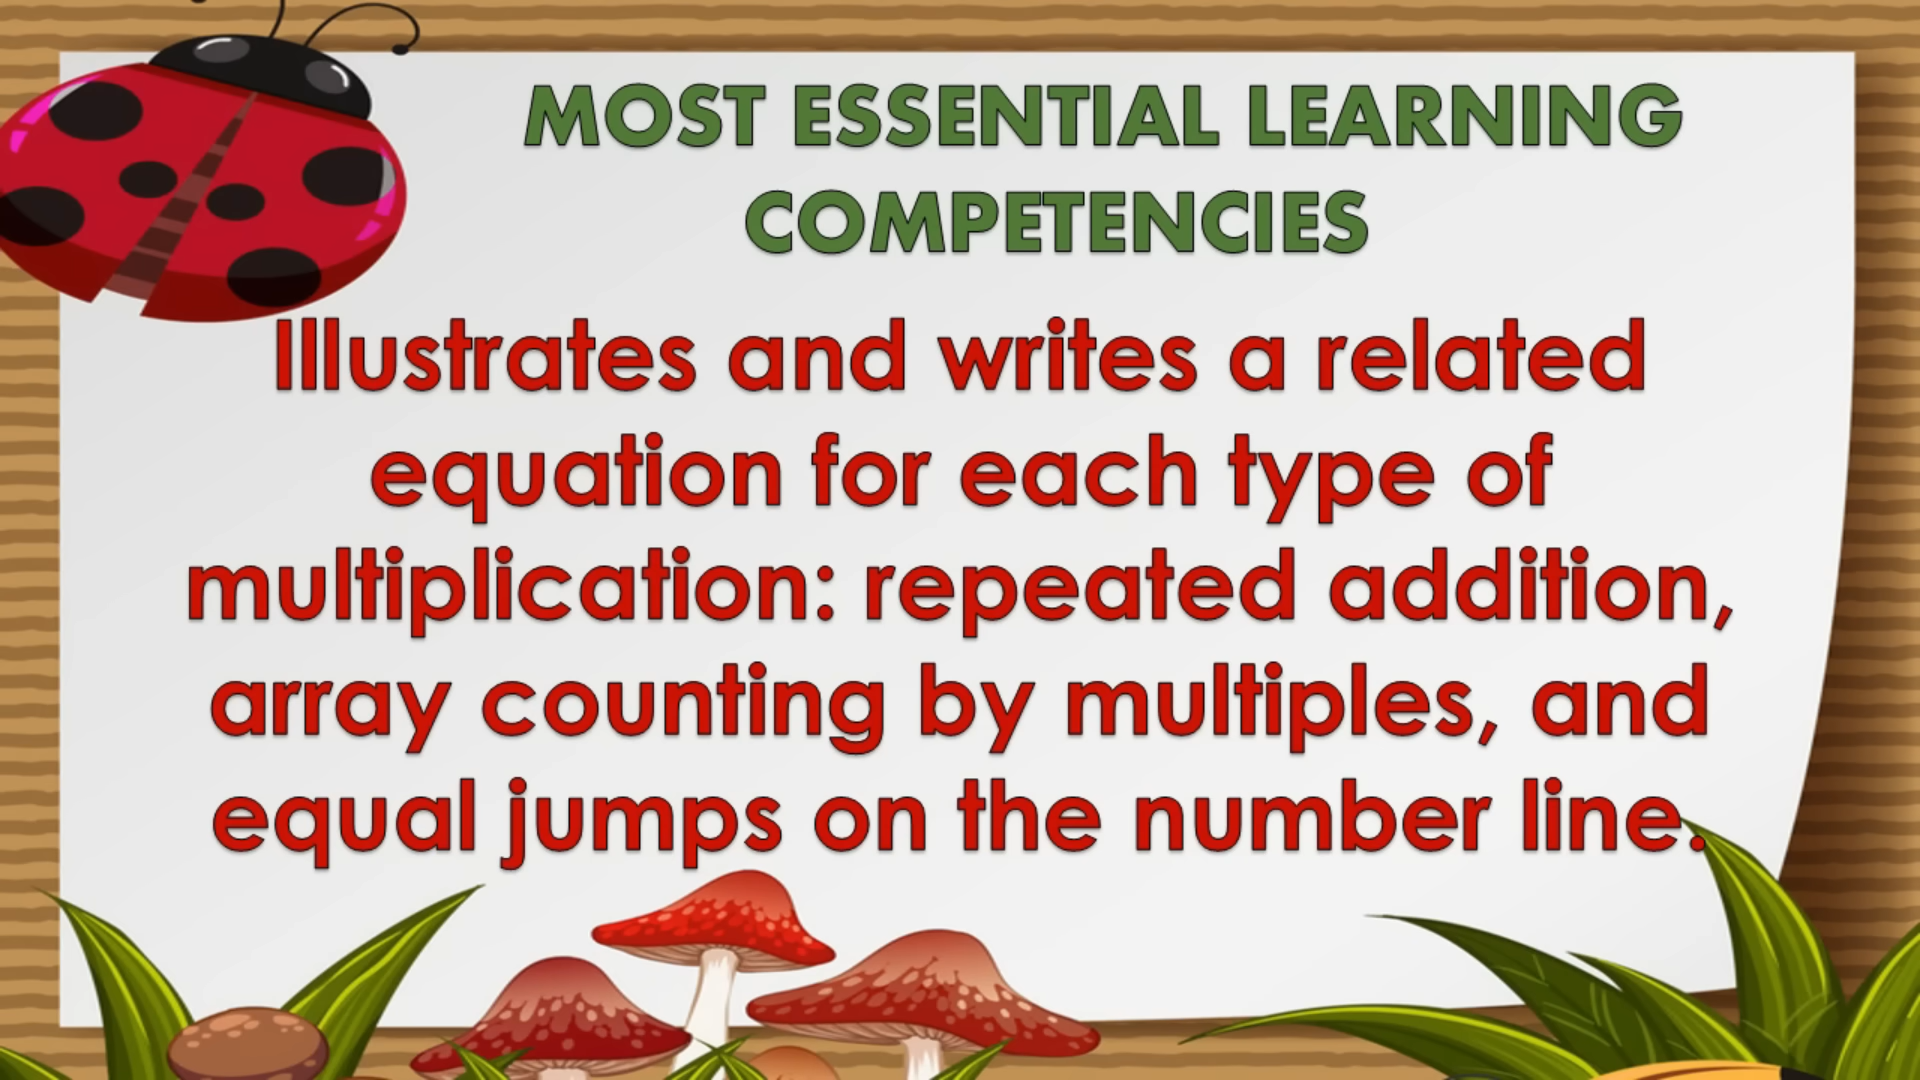 MOST ESSENTIAL LEARNING
COMPETENCIES
Illustrates and writes a related
equation for each type of
multiplication: repeated addition,
array counting by multiples, and
equal jumps on the number line.